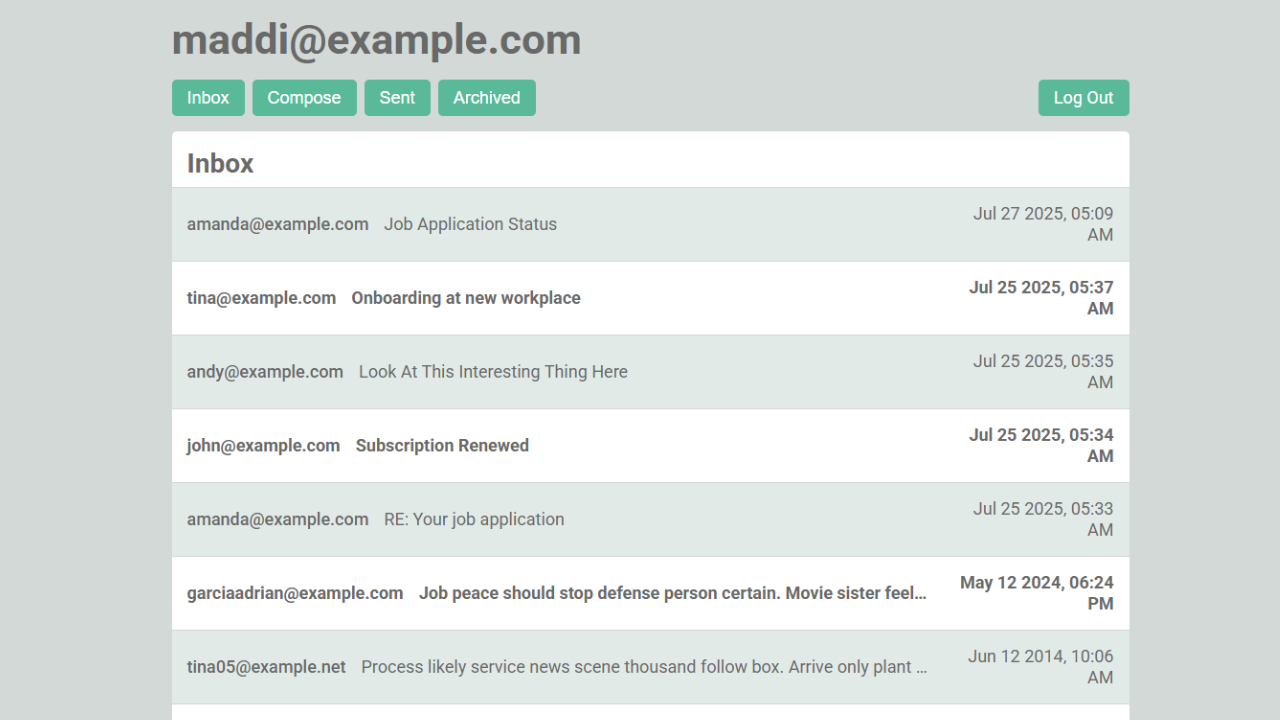 maddi@example.com
Inbox Compose Sent Archived Log Out
Inbox
amanda@example.com Job Application Status Jul 27 2025, 05:09
AM
tina@example.com Onboarding at new workplace Jul 25 2025, 05:37
AM
andy@example.com Look At This Interesting Thing Here Jul 25 2025, 05:35
AM
john@example.com Subscription Renewed Jul 25 2025, 05:34
AM
amanda@example.com RE: Your job application Jul 25 2025, 05:33
AM
garciaadrian@example.com Job peace should stop defense person certain. Movie sister feel... May 12 2024, 06:24
PM
tina05@example.net Process likely service news scene thousand follow box. Arrive only plant ... Jun 12 2014, 10:06
AM